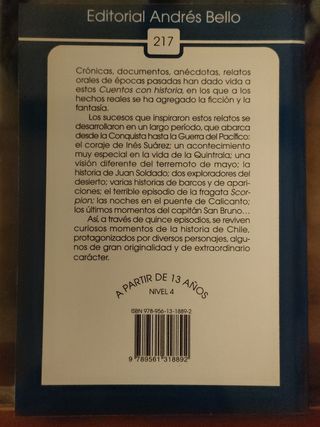 Editorial Andrés Bello
217
Crónicas, documentos, anécdotas, relatos
orales de épocas pasadas han dado vida a
estos Cuentos con historia, en los que a los
hechos reales se ha agregado la ficción y la
fantasía.
Los sucesos que inspiraron estos relatos se
desarrollaron en un largo período, que abarca
desde la Conquista hasta la Guerra del Pacífico:
el coraje de Inés Suárez; un acontecimiento
muy especial en la vida de la Quintrala; una
visión diferente del terremoto de mayo; la
historia de Juan Soldado; dos exploradores del
desierto; varias historias de barcos y de apari-
ciones; el terrible episodio de la fragata Scor-
pion; las noches en el puente de Calicanto;
los últimos momentos del capitán San Bruno...
Así, a través de quince episodios, se reviven
curiosos momentos de la historia de Chile,
protagonizados por diversos personajes, algu-
nos de gran originalidad y de extraordinario
carácter.
A PARTIR DE 13 AÑOS
NIVEL 4
ISBN 978-956-13-1889-2
9 789561 318892